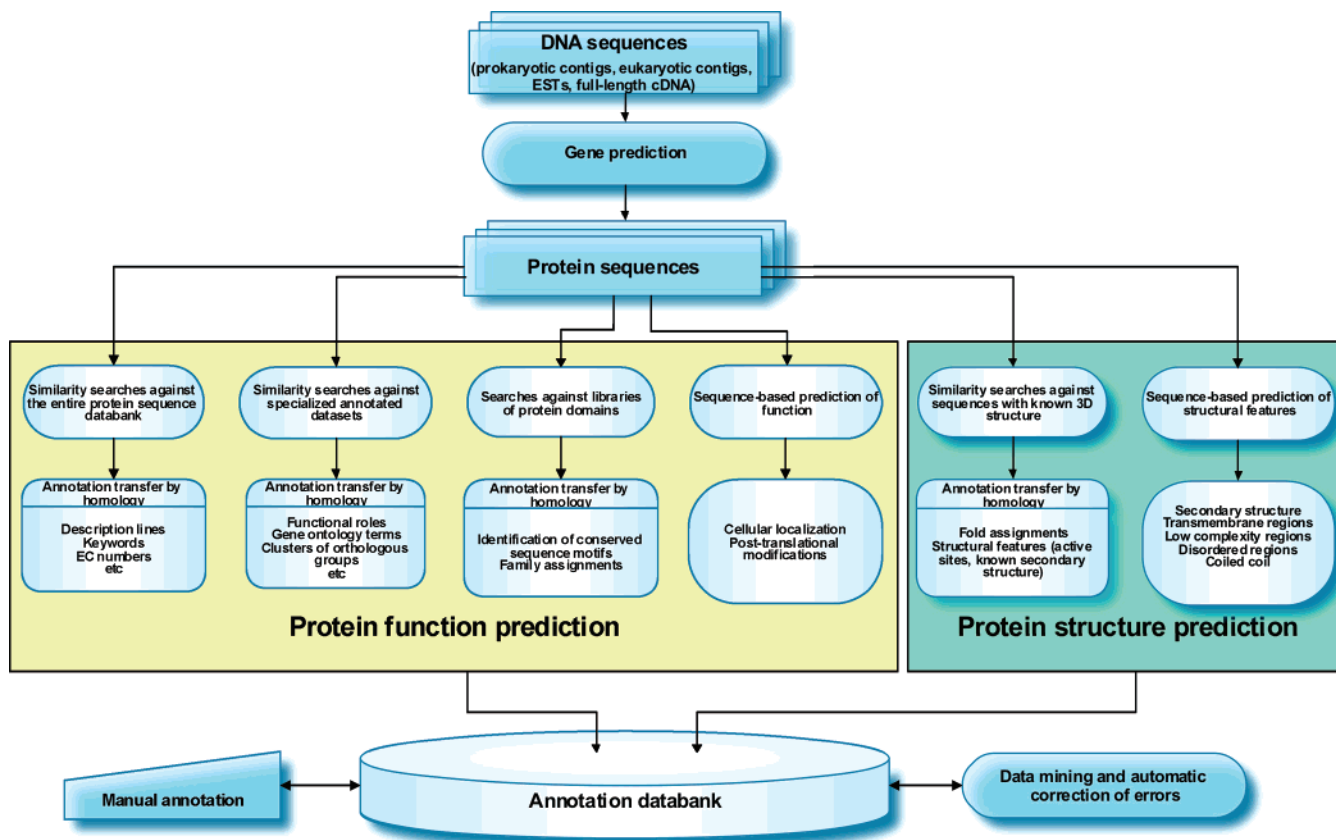 DNA sequences
(prokaryotic contigs, eukaryotic contigs,
ESTs, full-length cDNA)
Gene prediction
Protein sequences
Similarity searches against
the entire protein sequence
databank
Similarity searches against
specialized annotated
datasets
Searches against libraries
of protein domains
Sequence-based prediction of
function
Similarity searches against
sequences with known 3D
structure
Sequence-based prediction of
structural features
Annotation transfer by
homology
Description lines
Keywords
EC numbers
etc
Annotation transfer by
homology
Functional roles
Gene ontology terms
Clusters of orthologous
groups
etc
Annotation transfer by
homology
Identification of conserved
sequence motifs
Family assignments
Cellular localization
Post-translational
modifications
Annotation transfer by
homology
Fold assignments
Structural features (active
sites, known secondary
structure)
Secondary structure
Transmembrane regions
Low complexity regions
Disordered regions
Coiled coil
Protein function prediction
Protein structure prediction
Manual annotation
Annotation databank
Data mining and automatic
correction of errors